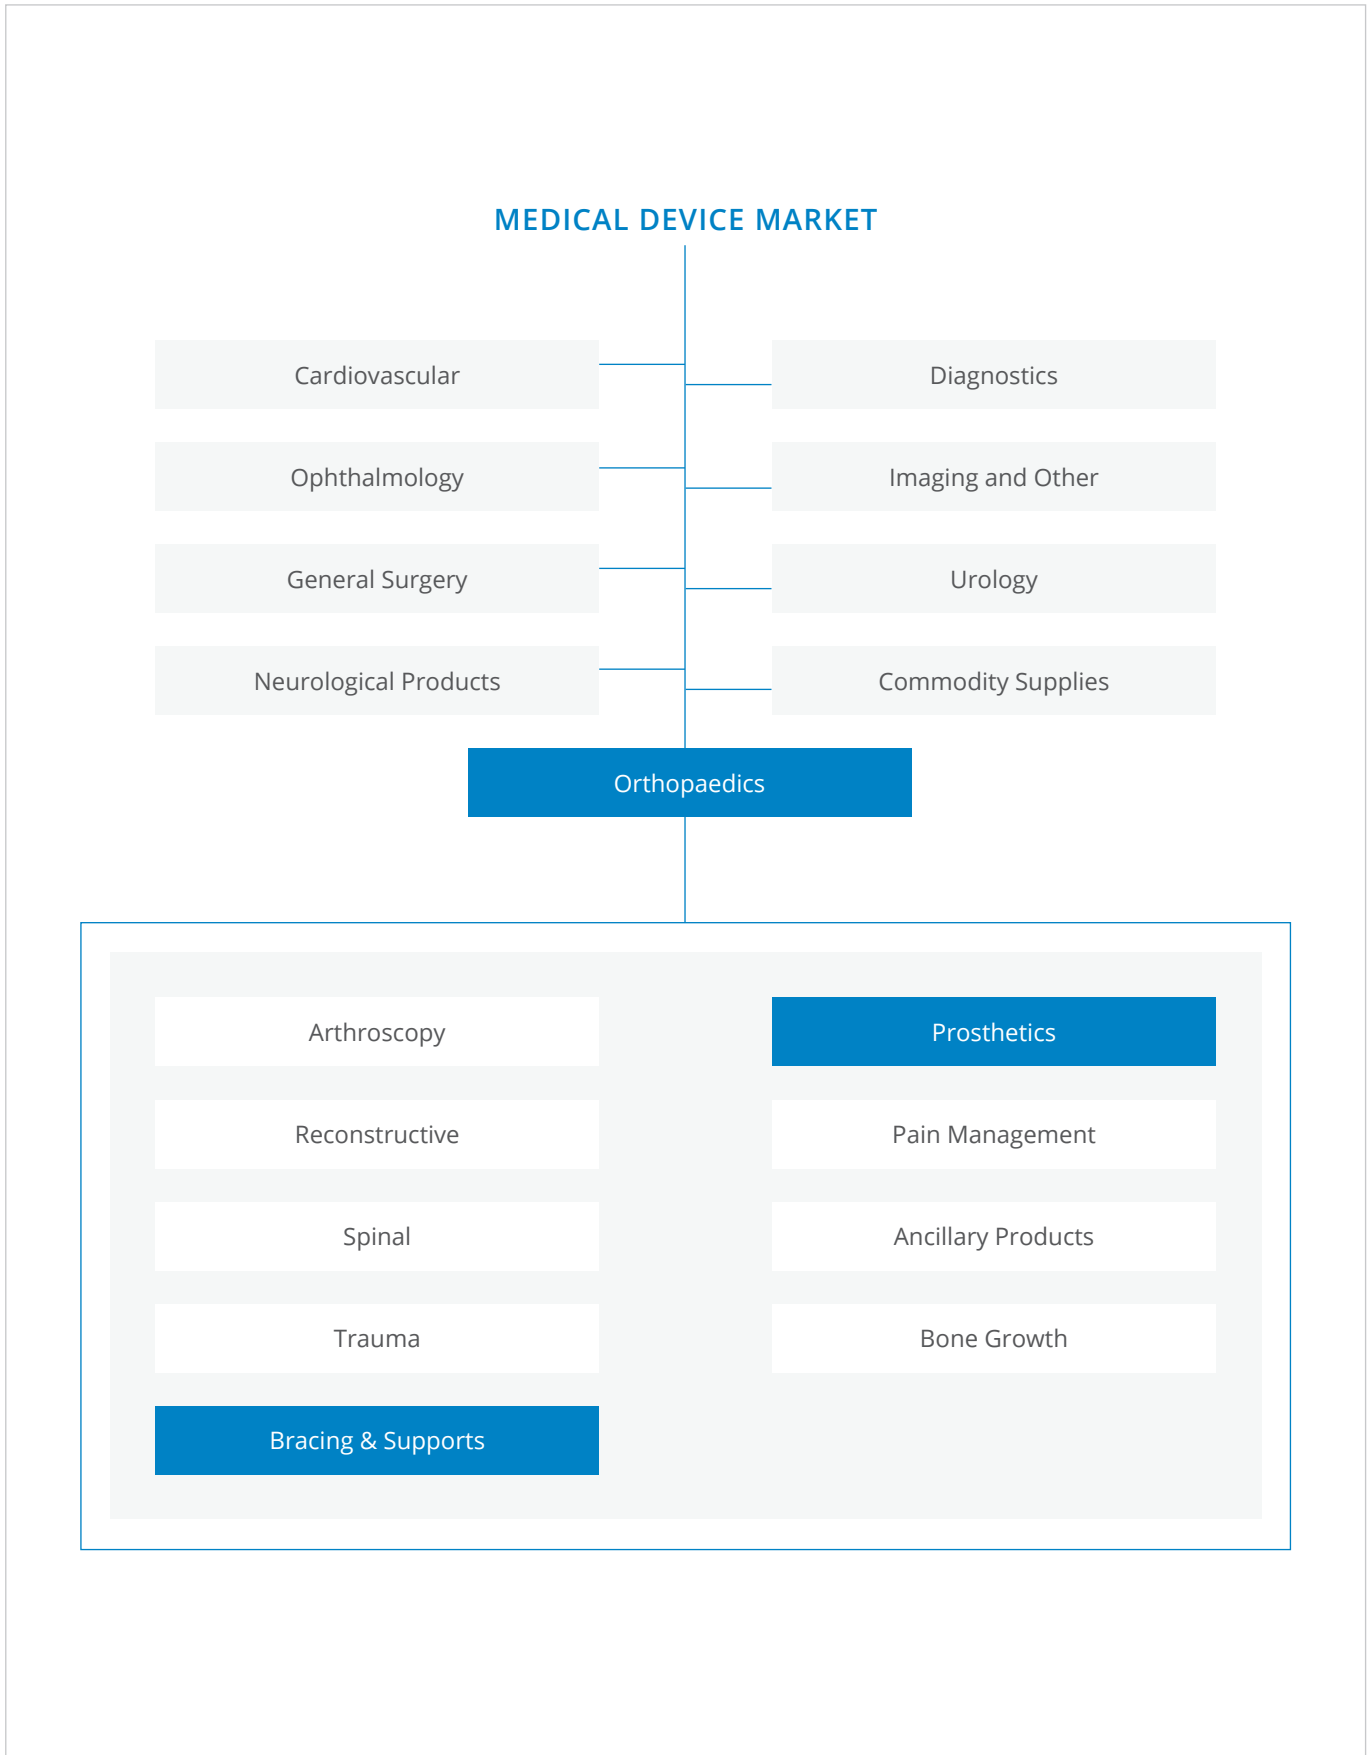 MEDICAL DEVICE MARKET
Cardiovascular
Diagnostics
Ophthalmology
Imaging and Other
General Surgery
Urology
Neurological Products
Commodity Supplies
Orthopaedics
Arthroscopy
Prosthetics
Reconstructive
Pain Management
Spinal
Ancillary Products
Trauma
Bone Growth
Bracing & Supports